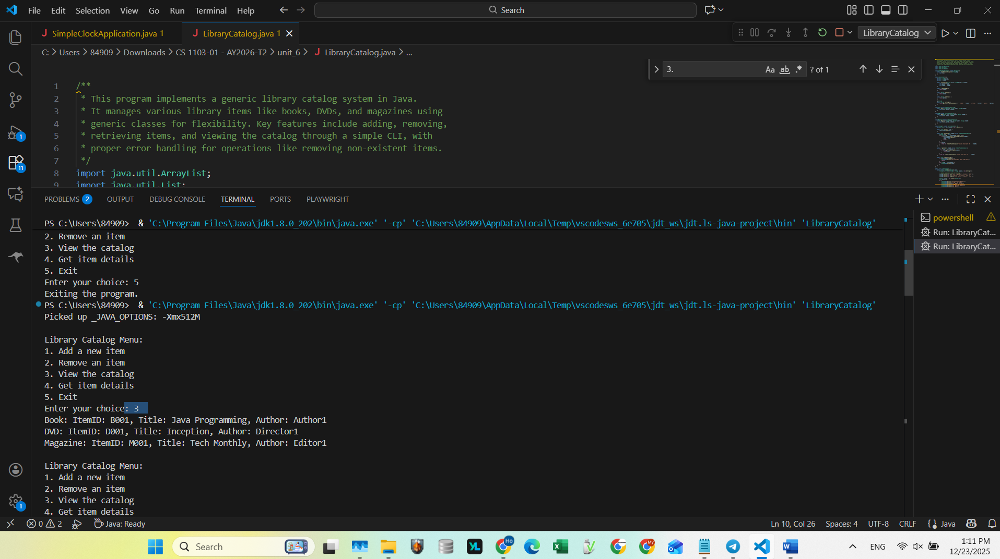 File Edit Selection View Go Run Terminal Help
Search
SimpleClockApplication.java 1
LibraryCatalog.java 1
LibraryCatalog
C: > Users > 84909 > Downloads > CS 1103-01 - AY2026-T2 > unit_6 > J LibraryCatalog.java > ...
3.
Aa ab .* ? of 1
1 /**
2 * This program implements a generic library catalog system in Java.
3 * It manages various library items like books, DVDs, and magazines using
4 * generic classes for flexibility. Key features include adding, removing,
5 * retrieving items, and viewing the catalog through a simple CLI, with
6 * proper error handling for operations like removing non-existent items.
7 */
8 import java.util.ArrayList;
9 import java.util.List;
PROBLEMS 2 OUTPUT DEBUG CONSOLE TERMINAL PORTS PLAYWRIGHT
PS C:\Users\84909> & 'C:\Program Files\Java\jdk1.8.0_202\bin\java.exe' '-cp' 'C:\Users\84909\AppData\Local\Temp\vscodesws_6e705\jdt_ws\jdt.ls-java-project\bin' 'LibraryCatalog'
2. Remove an item
3. View the catalog
4. Get item details
5. Exit
Enter your choice: 5
Exiting the program.
PS C:\Users\84909> & 'C:\Program Files\Java\jdk1.8.0_202\bin\java.exe' '-cp' 'C:\Users\84909\AppData\Local\Temp\vscodesws_6e705\jdt_ws\jdt.ls-java-project\bin' 'LibraryCatalog'
Picked up _JAVA_OPTIONS: -Xmx512M
Library Catalog Menu:
1. Add a new item
2. Remove an item
3. View the catalog
4. Get item details
5. Exit
Enter your choice: 3
Book: ItemID: B001, Title: Java Programming, Author: Author1
DVD: ItemID: D001, Title: Inception, Author: Director1
Magazine: ItemID: M001, Title: Tech Monthly, Author: Editor1
Library Catalog Menu:
1. Add a new item
2. Remove an item
3. View the catalog
4. Get item details
powershell
Run: LibraryCat...
Run: LibraryCat...
1
11
1
0 2 Java: Ready
Ln 10, Col 26 Spaces: 4 UTF-8 CRLF {} Java
Search
ENG
1:11 PM
12/23/2025